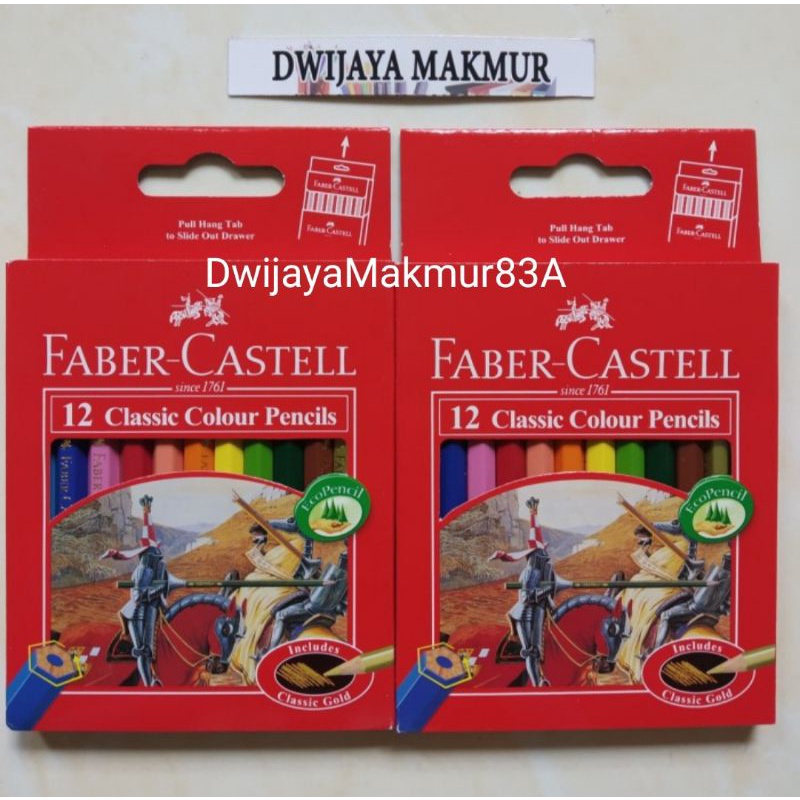 DWIJAYA MAKMUR
FABER-CASTELL
FABER-CASTELL
Pull Hang Tab
to Slide Out Drawer
FABER-CASTELL
FABER-CASTELL
Pull Hang Tab
to Slide Out Drawer
DwijayaMakmur83A
FABER-CASTELL
since 1761
12 Classic Colour Pencils
EcoPencil
Includes
Classic Gold
FABER-CASTELL
since 1761
12 Classic Colour Pencils
EcoPencil
Includes
Classic Gold